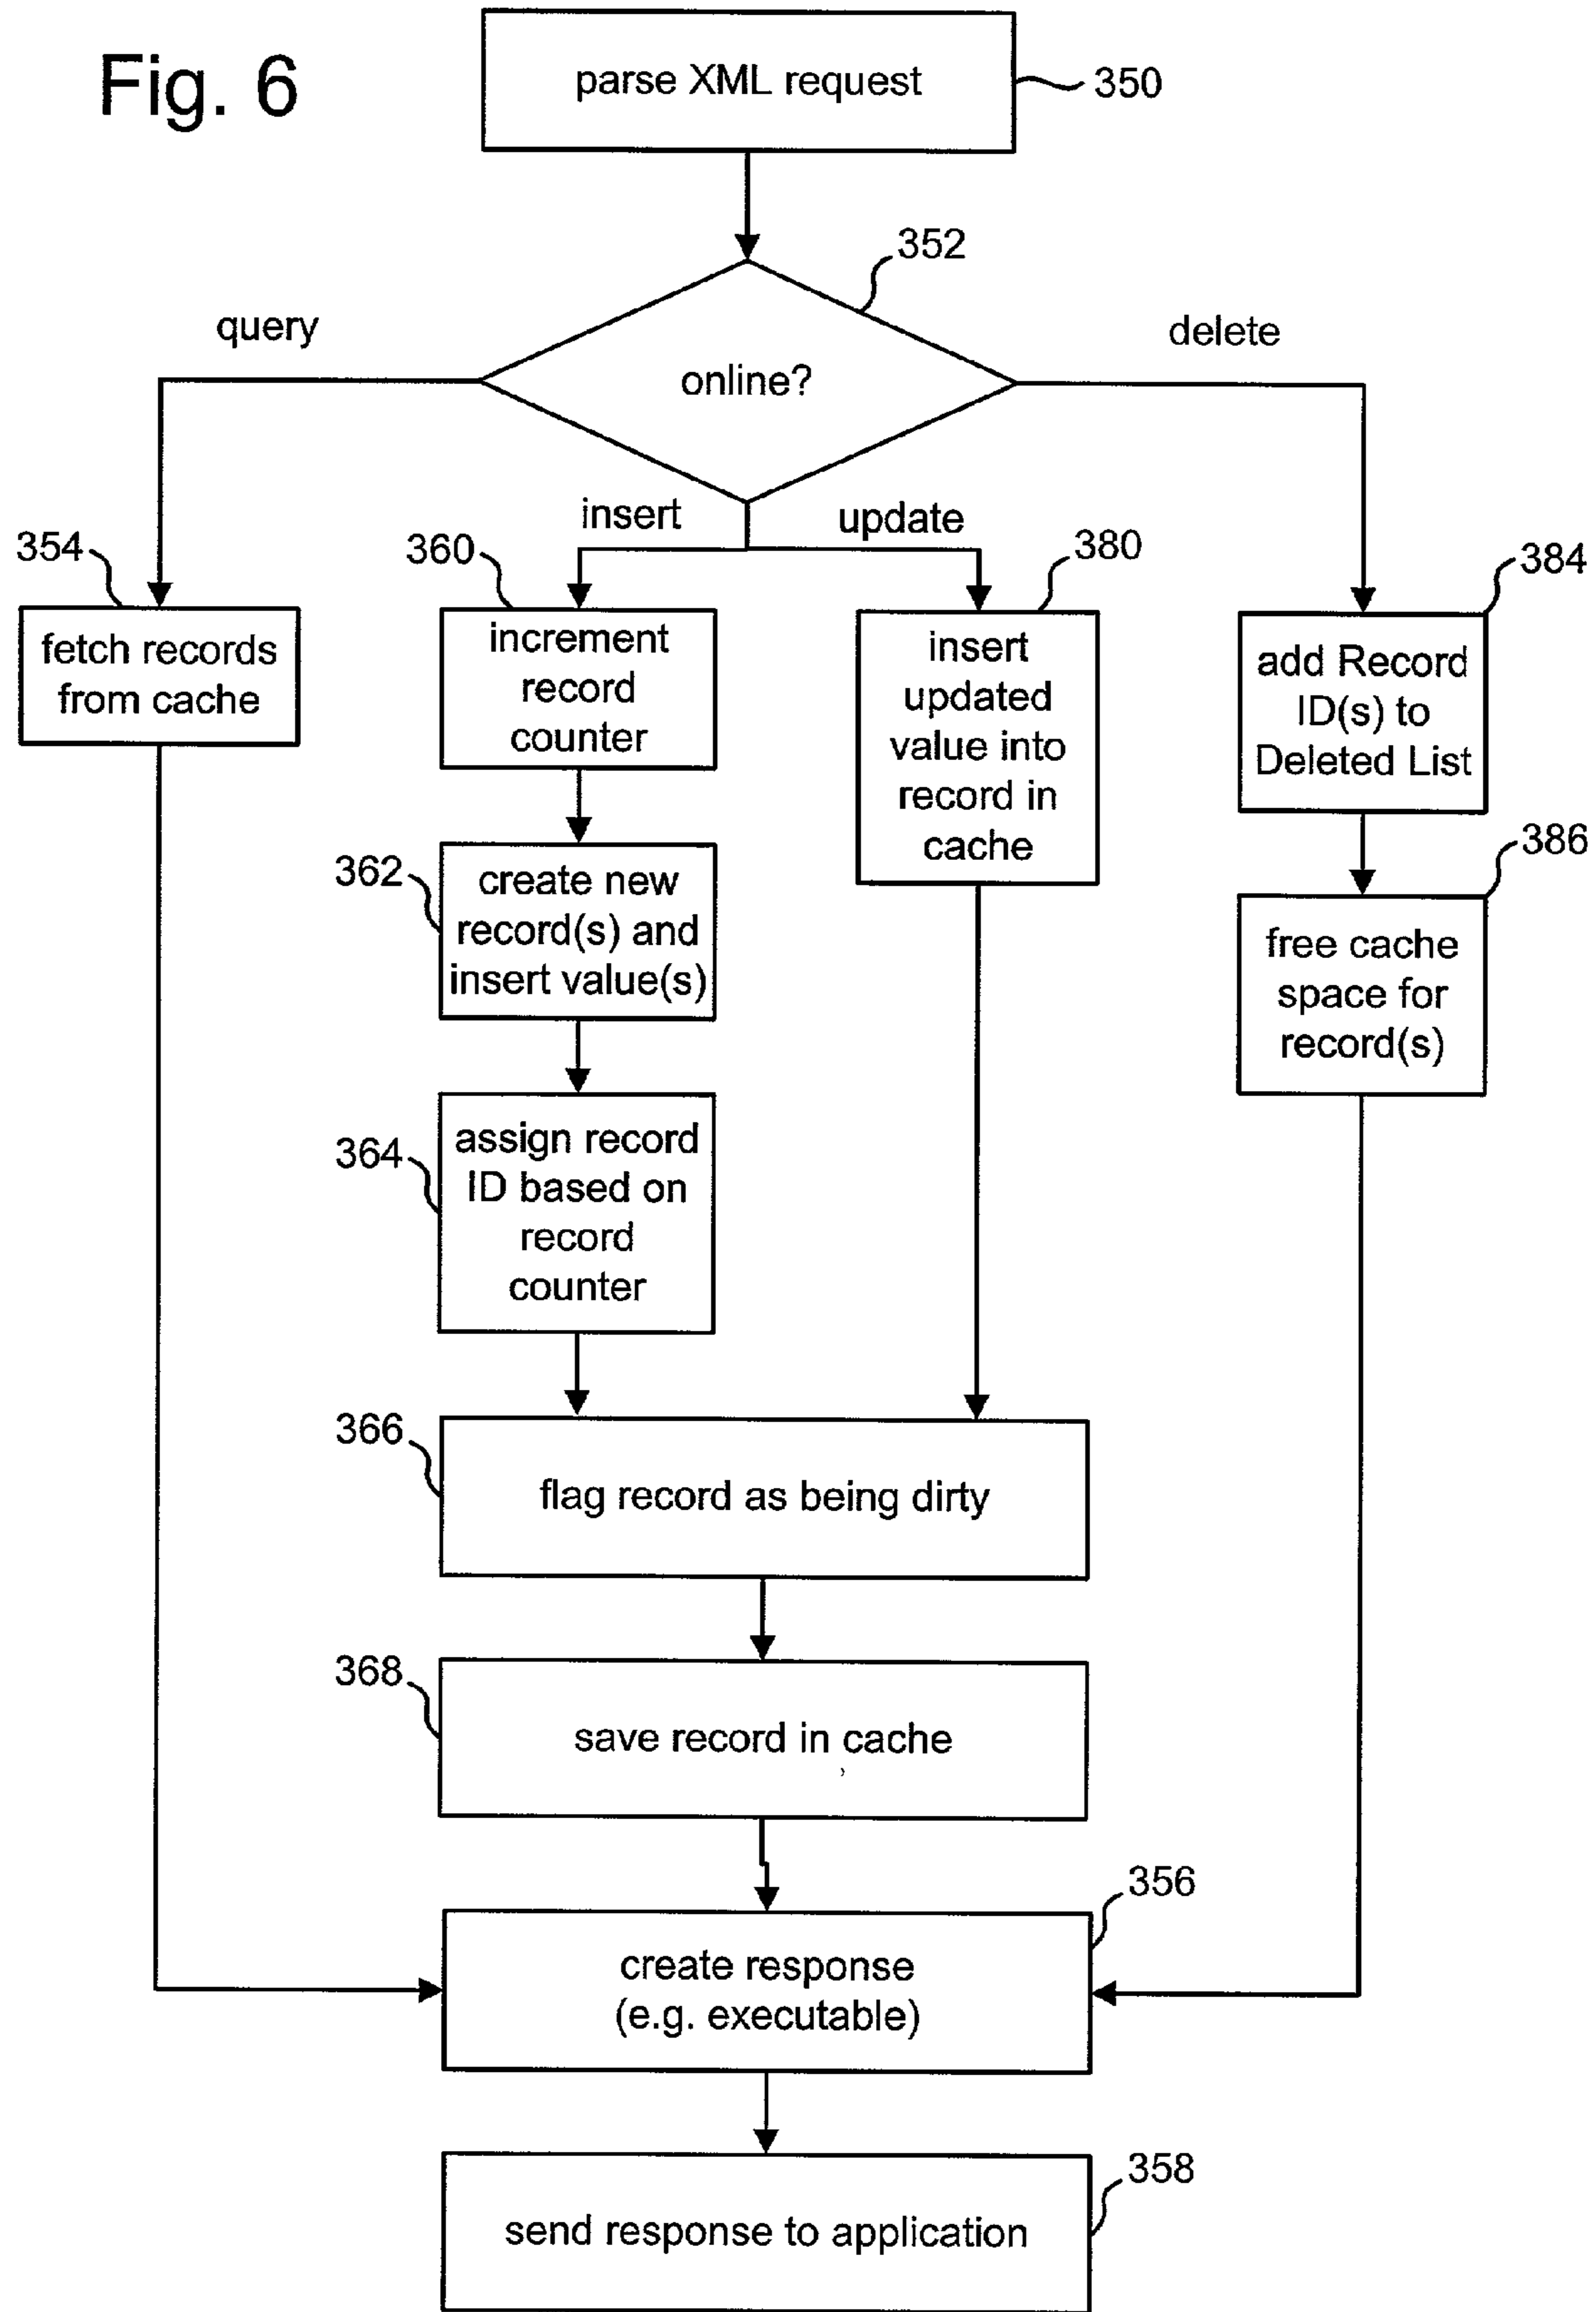 Fig. 6
parse XML request
350
352
query
online?
delete
insert
update
354
fetch records
from cache
360
increment
record
counter
380
insert
updated
value into
record in
cache
384
add Record
ID(s) to
Deleted List
362
create new
record(s) and
insert value(s)
386
free cache
space for
record(s)
364
assign record
ID based on
record
counter
366
flag record as being dirty
368
save record in cache
356
create response
(e.g. executable)
358
send response to application